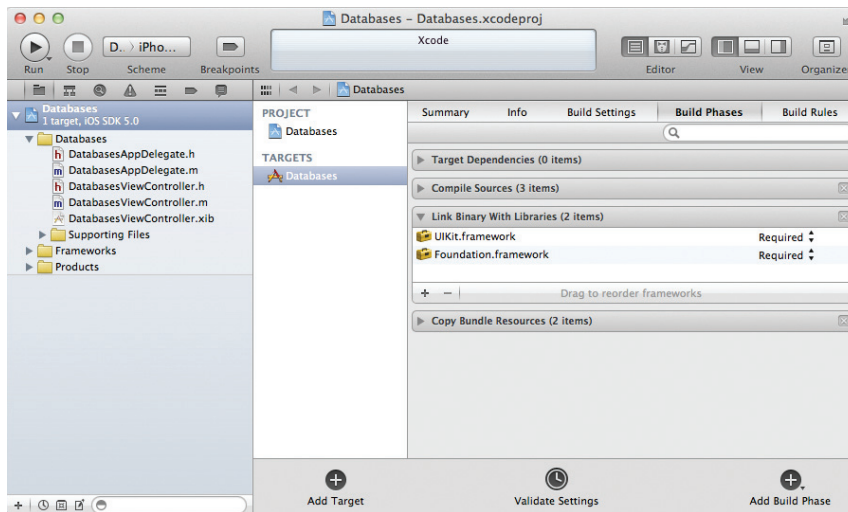 Databases – Databases.xcodeproj
D.. iPho...
Xcode
Run Stop Scheme Breakpoints Editor View Organizer
Databases
Databases
1 target, iOS SDK 5.0
Databases
h DatabasesAppDelegate.h
m DatabasesAppDelegate.m
h DatabasesViewController.h
m DatabasesViewController.m
DatabasesViewController.xib
Supporting Files
Frameworks
Products
PROJECT
Databases
TARGETS
Databases
Summary Info Build Settings Build Phases Build Rules
Target Dependencies (0 items)
Compile Sources (3 items)
Link Binary With Libraries (2 items)
UIKit.framework Required
Foundation.framework Required
+ − Drag to reorder frameworks
Copy Bundle Resources (2 items)
Add Target Validate Settings Add Build Phase